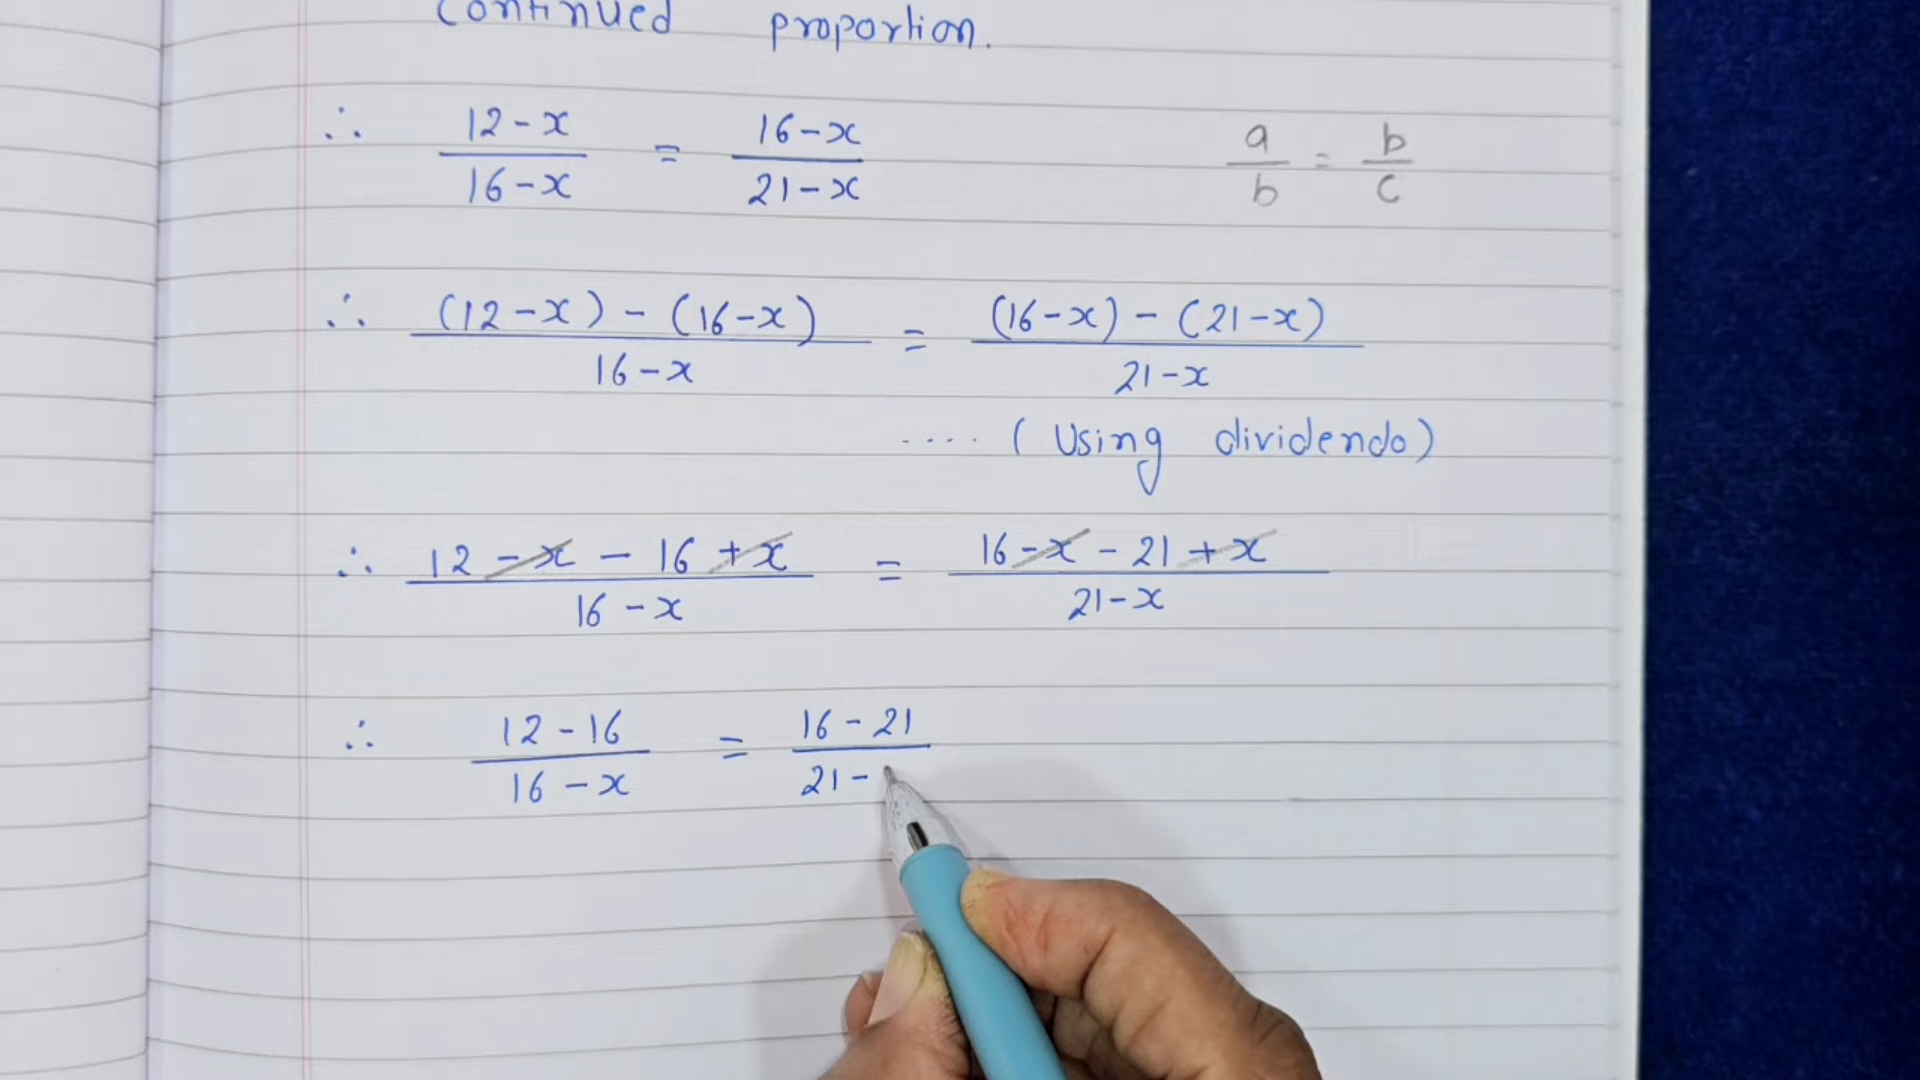 continued proportion.
∴ (12-x)/(16-x) = (16-x)/(21-x) a/b = b/c
∴ ((12-x)-(16-x))/(16-x) = ((16-x)-(21-x))/(21-x)
.... (Using dividendo)
∴ (12-x-16+x)/(16-x) = (16-x-21+x)/(21-x)
∴ (12-16)/(16-x) = (16-21)/(21-